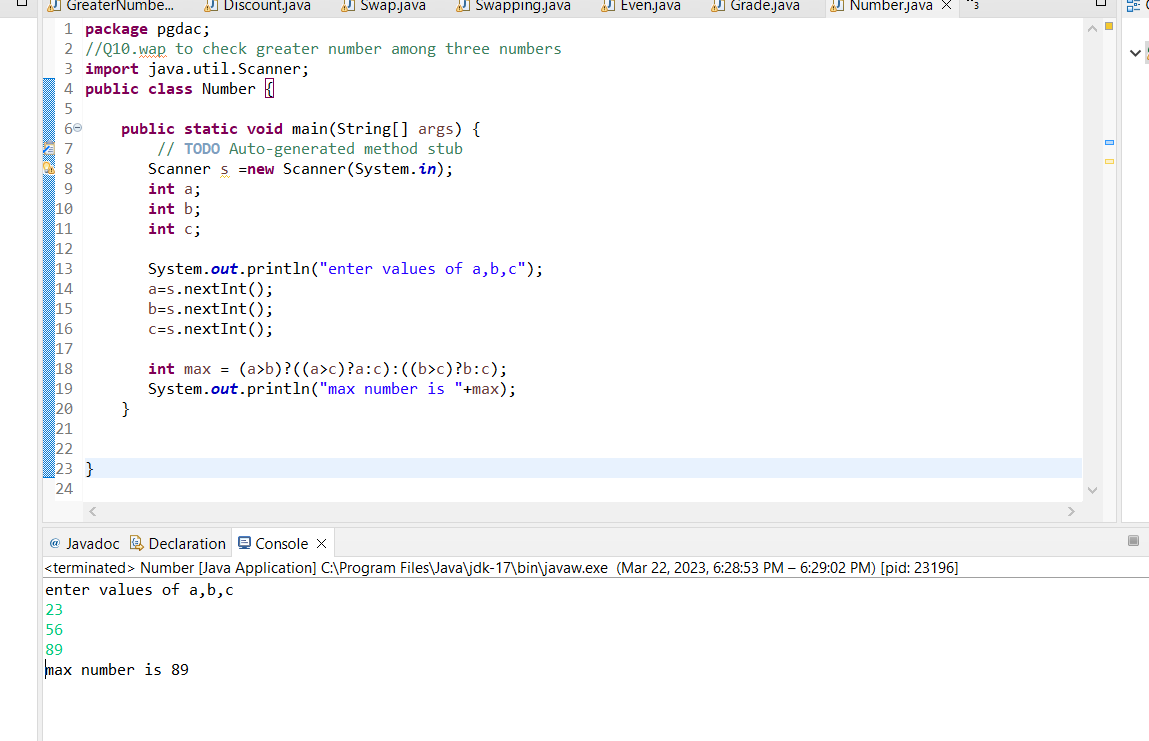 GreaterNumbe... Discount.java Swap.java Swapping.java Even.java Grade.java Number.java 3
1 package pgdac;
2 //Q10.wap to check greater number among three numbers
3 import java.util.Scanner;
4 public class Number {
5
6 public static void main(String[] args) {
7 // TODO Auto-generated method stub
8 Scanner s =new Scanner(System.in);
9 int a;
10 int b;
11 int c;
12
13 System.out.println("enter values of a,b,c");
14 a=s.nextInt();
15 b=s.nextInt();
16 c=s.nextInt();
17
18 int max = (a>b)?((a>c)?a:c):((b>c)?b:c);
19 System.out.println("max number is "+max);
20 }
21
22
23 }
24
@ Javadoc Declaration Console
<terminated> Number [Java Application] C:\Program Files\Java\jdk-17\bin\javaw.exe (Mar 22, 2023, 6:28:53 PM – 6:29:02 PM) [pid: 23196]
enter values of a,b,c
23
56
89
max number is 89